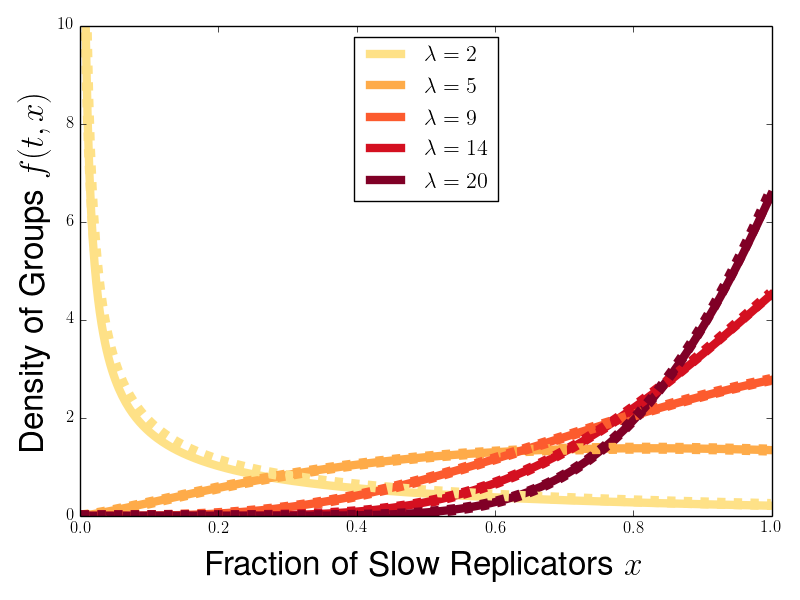 Density of Groups f(t, x)
10
8
6
4
2
0
λ = 2
λ = 5
λ = 9
λ = 14
λ = 20
0.0 0.2 0.4 0.6 0.8 1.0
Fraction of Slow Replicators x